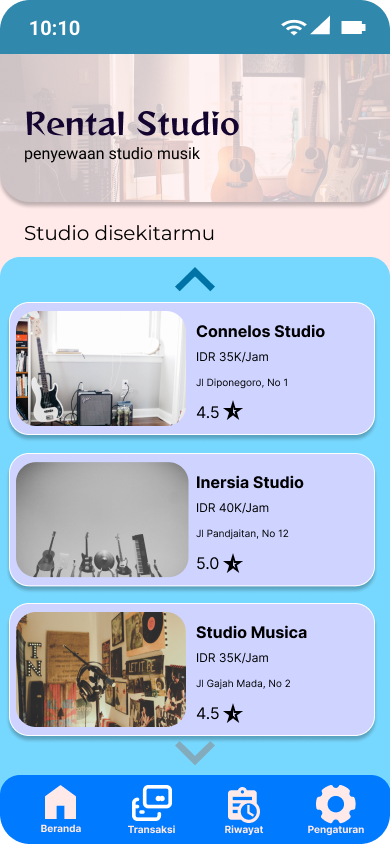 10:10
Rental Studio
penyewaan studio musik
Studio disekitarmu
Connelos Studio
IDR 35K/Jam
Jl Diponegoro, No 1
4.5
Inersia Studio
IDR 40K/Jam
Jl Pandjaitan, No 12
5.0
Studio Musica
IDR 35K/Jam
Jl Gajah Mada, No 2
4.5
Beranda
Transaksi
Riwayat
Pengaturan